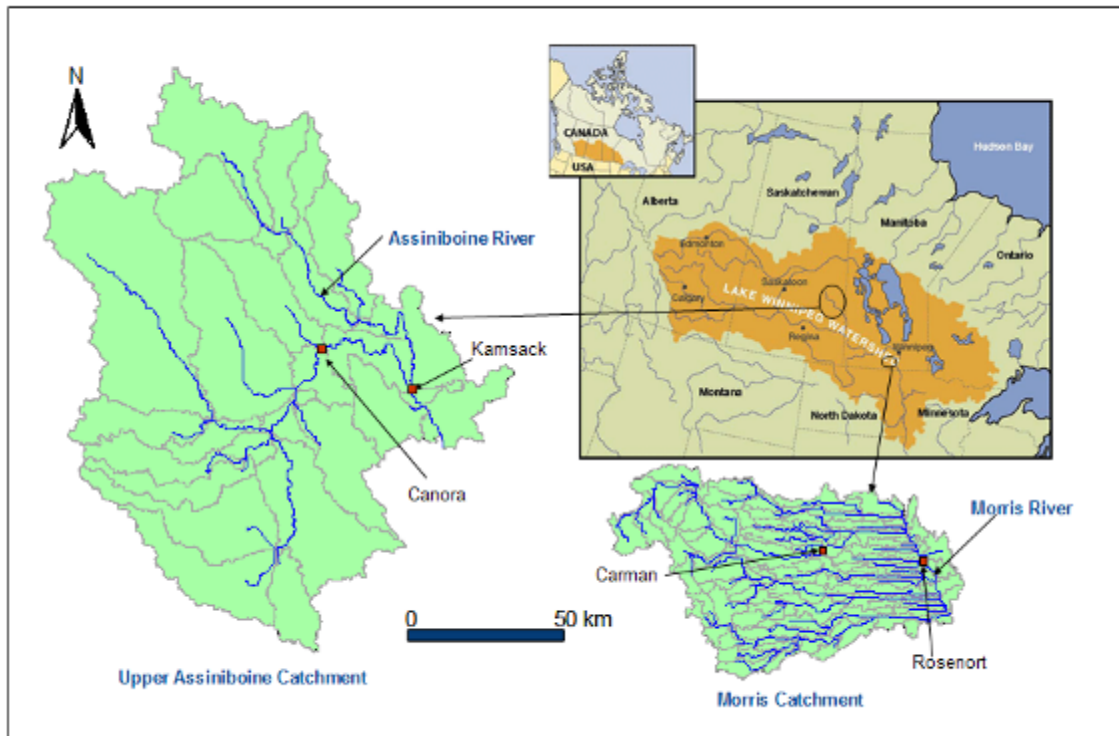 N
CANADA
USA
Hudson Bay
Saskatchewan
Alberta
Manitoba
Ontario
Edmonton
Saskatoon
Calgary
LAKE WINNIPEG WATERSHED
Regina
Winnipeg
Montana
North Dakota
Minnesota
Assiniboine River
Kamsack
Canora
Morris River
Carman
Rosenort
0 50 km
Upper Assiniboine Catchment
Morris Catchment